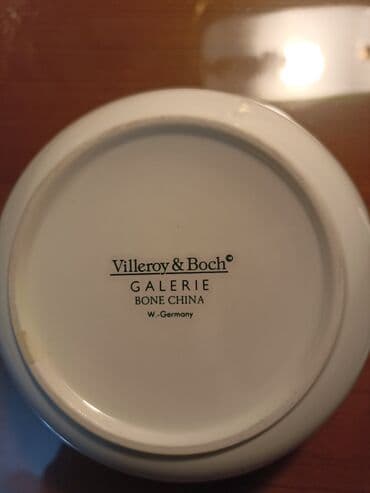 Villeroy & Boch©
GALERIE
BONE CHINA
W.-Germany